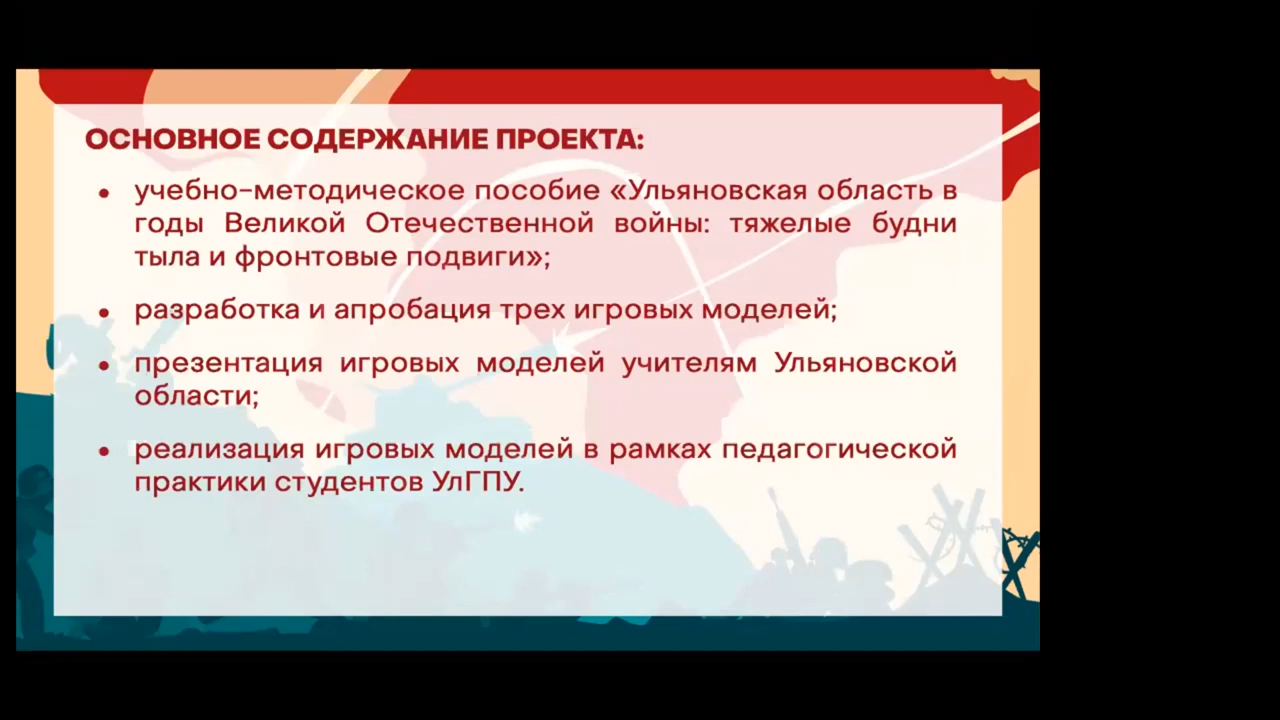 ОСНОВНОЕ СОДЕРЖАНИЕ ПРОЕКТА:
• учебно-методическое пособие «Ульяновская область в
годы Великой Отечественной войны: тяжелые будни
тыла и фронтовые подвиги»;
• разработка и апробация трех игровых моделей;
• презентация игровых моделей учителям Ульяновской
области;
• реализация игровых моделей в рамках педагогической
практики студентов УлГПУ.